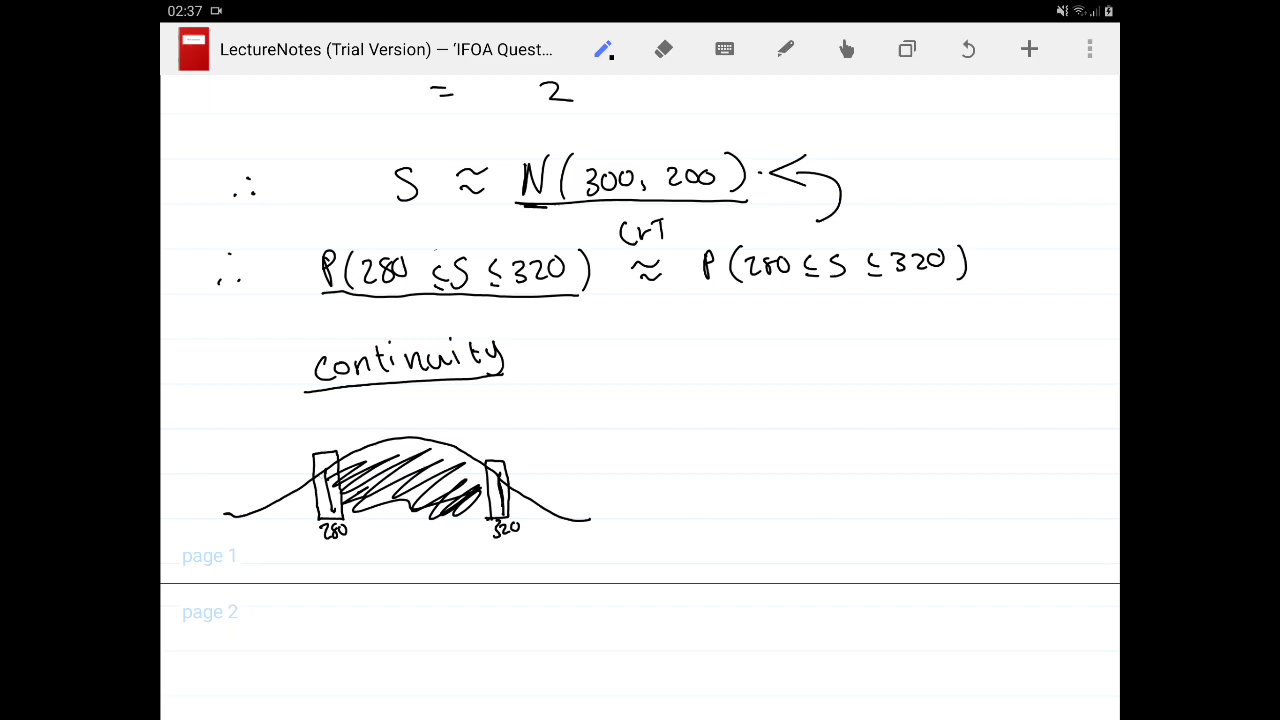 02:37
LectureNotes (Trial Version) — ‘IFOA Quest...
= 2
∴ S ≈ N(300, 200).
CLT
∴ P(280 ≤ S ≤ 320) ≈ P(280 ≤ S ≤ 320)
continuity
280 320
page 1
page 2